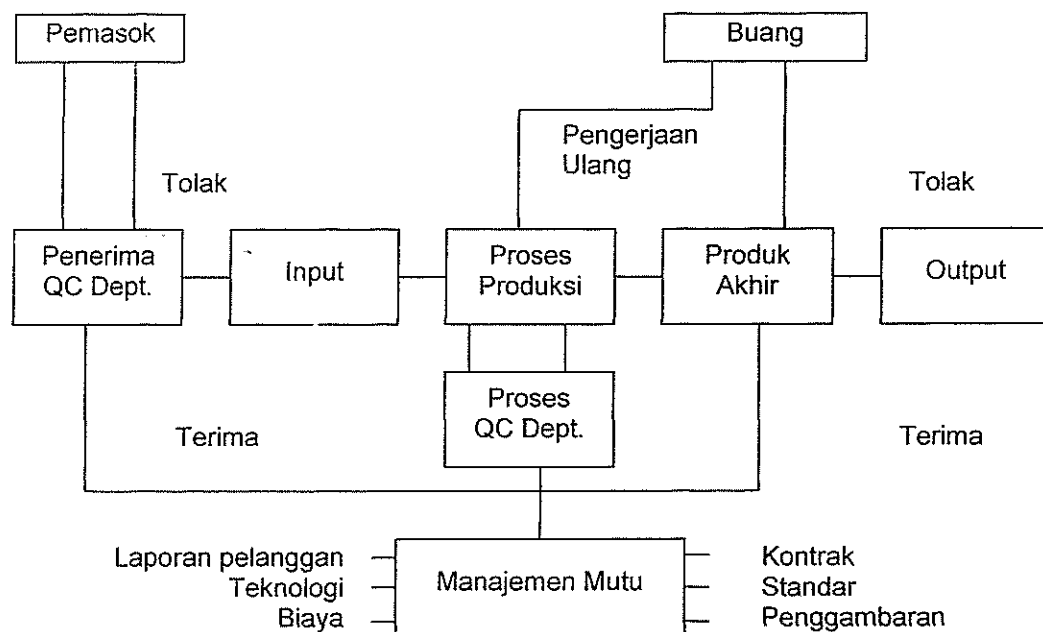 Pemasok
Buang
Pengerjaan
Ulang
Tolak
Tolak
Penerima
QC Dept.
Input
Proses
Produksi
Produk
Akhir
Output
Proses
QC Dept.
Terima
Terima
Laporan pelanggan
Teknologi
Biaya
Manajemen Mutu
Kontrak
Standar
Penggambaran